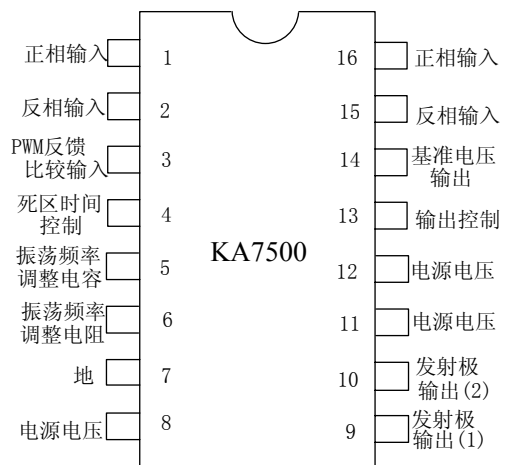 正相输入
1
16
正相输入
反相输入
2
15
反相输入
PWM反馈
比较输入
3
14
基准电压
输出
死区时间
控制
4
13
输出控制
KA7500
振荡频率
调整电容
5
12
电源电压
振荡频率
调整电阻
6
11
电源电压
地
7
10
发射极
输出(2)
电源电压
8
9
发射极
输出(1)